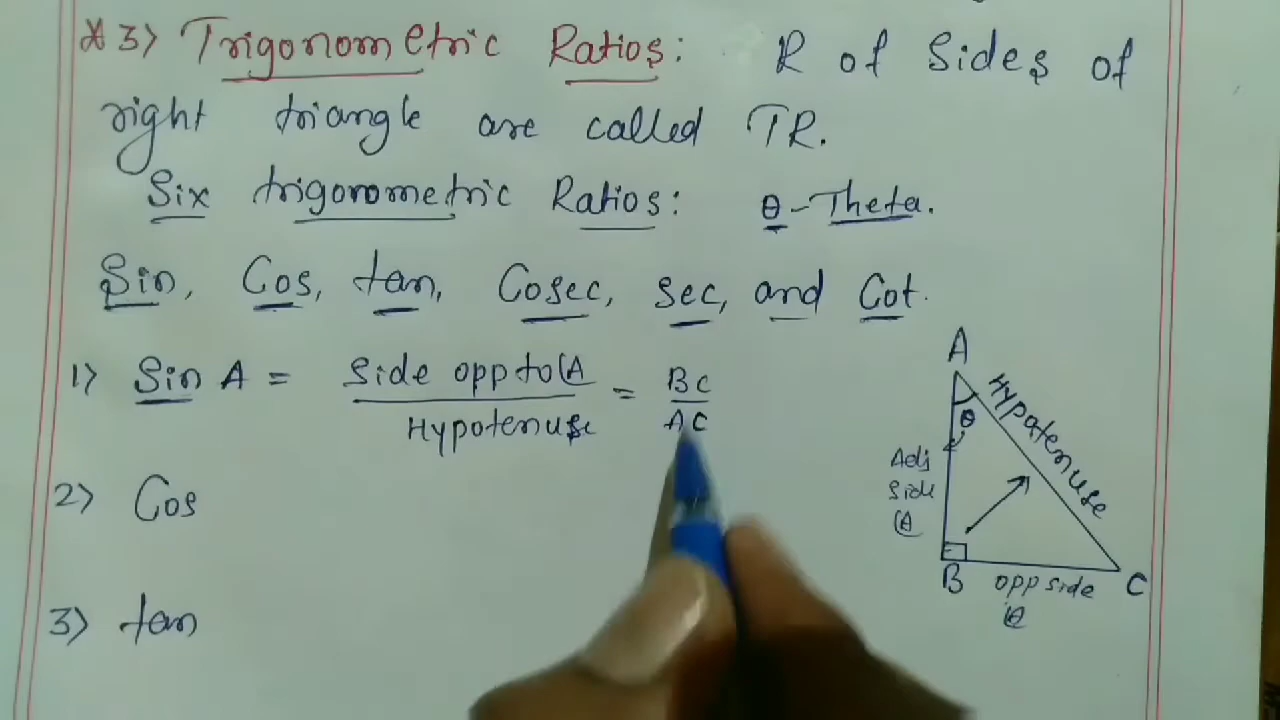 * 3) Trigonometric Ratios: R of Sides of
right triangle are called TR.
Six trigonometric Ratios: θ-Theta.
Sin, Cos, tan, Cosec, sec, and Cot.
1) Sin A = Side opp to ∠A / Hypotenuse = BC / AC
2) Cos
3) tan
A
θ
Hypotenuse
Adj
Side
∠θ
B
opp side
∠θ
C